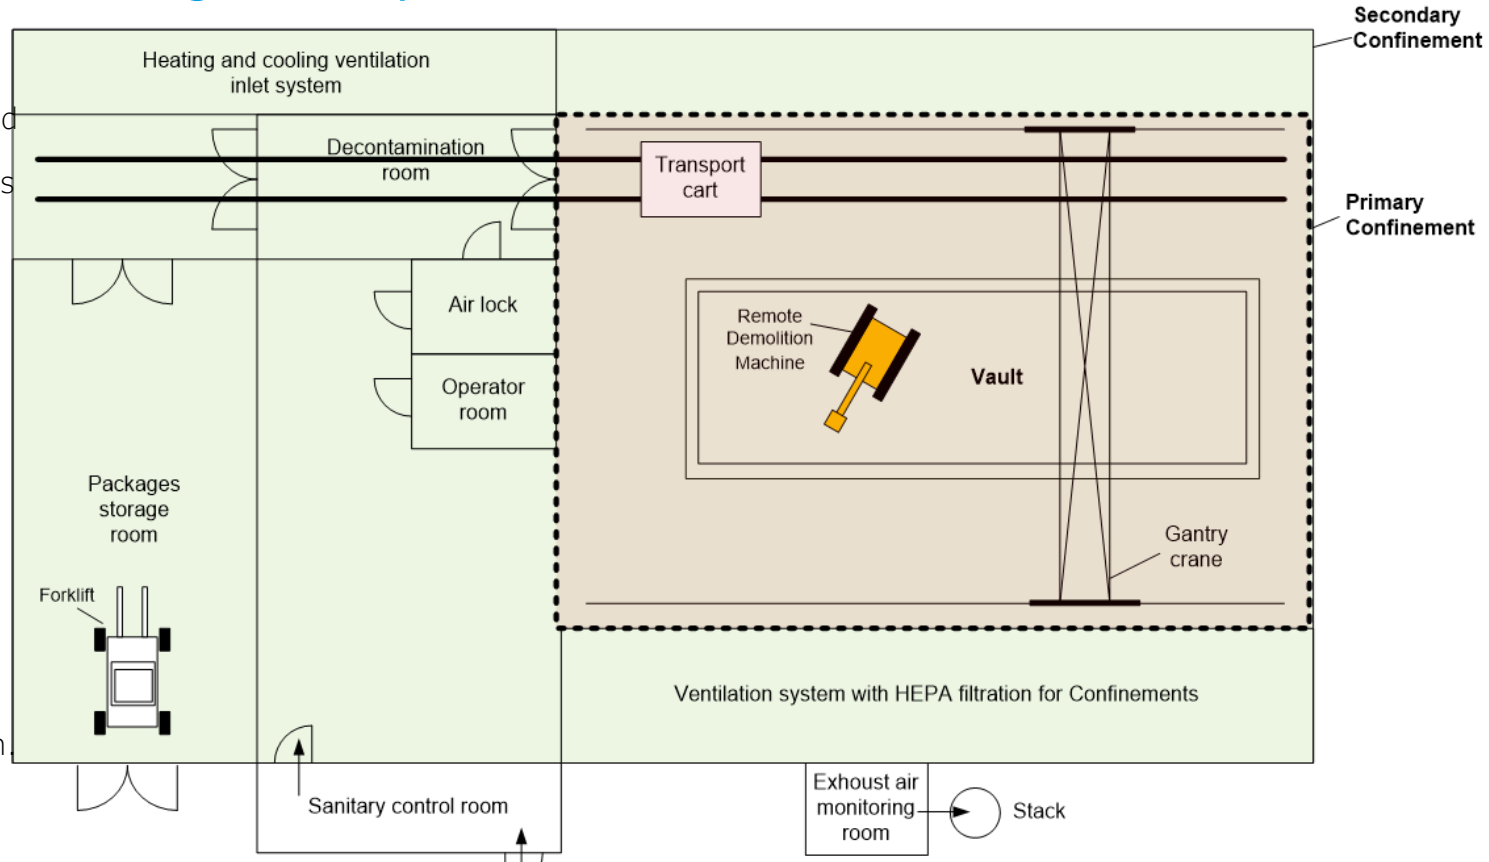 Secondary
Confinement
Heating and cooling ventilation
inlet system
d
Decontamination
room
s
Transport
cart
Primary
Confinement
Air lock
Remote
Demolition
Machine
Vault
Operator
room
Packages
storage
room
Gantry
crane
Forklift
Ventilation system with HEPA filtration for Confinements
Exhoust air
monitoring
room
Sanitary control room
Stack